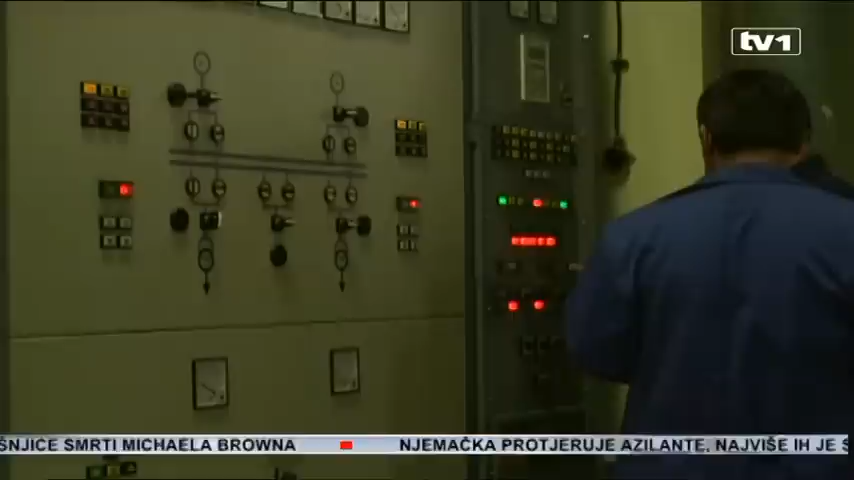 tv1
ŠNJICE SMRTI MICHAELA BROWNA NJEMAČKA PROTJERUJE AZILANTE. NAJVIŠE IH JE